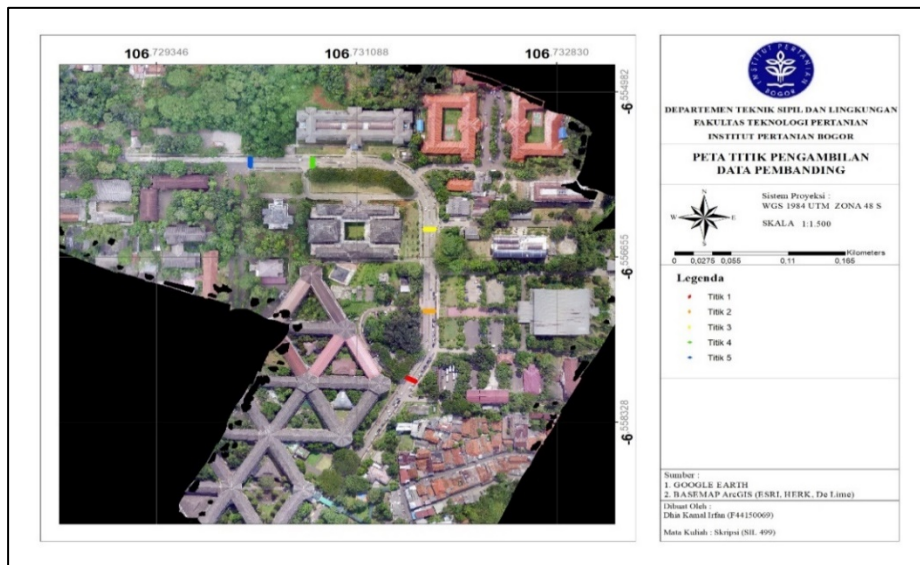 106,729346 106,731088 106,732830
-6,554982
-6,556655
-6,558328
INSTITUT PERTANIAN
BOGOR
DEPARTEMEN TEKNIK SIPIL DAN LINGKUNGAN
FAKULTAS TEKNOLOGI PERTANIAN
INSTITUT PERTANIAN BOGOR
PETA TITIK PENGAMBILAN
DATA PEMBANDING
N
W E
S
Sistem Proyeksi :
WGS 1984 UTM ZONA 48 S
SKALA 1:1.500
Kilometers
0 0,0275 0,055 0,11 0,165
Legenda
Titik 1
Titik 2
Titik 3
Titik 4
Titik 5
Sumber :
1. GOOGLE EARTH
2. BASEMAP ArcGIS (ESRI, HERK, De Lime)
Dibuat Oleh :
Dhia Kamal Irfan (F44150069)
Mata Kuliah : Skripsi (SIL 499)